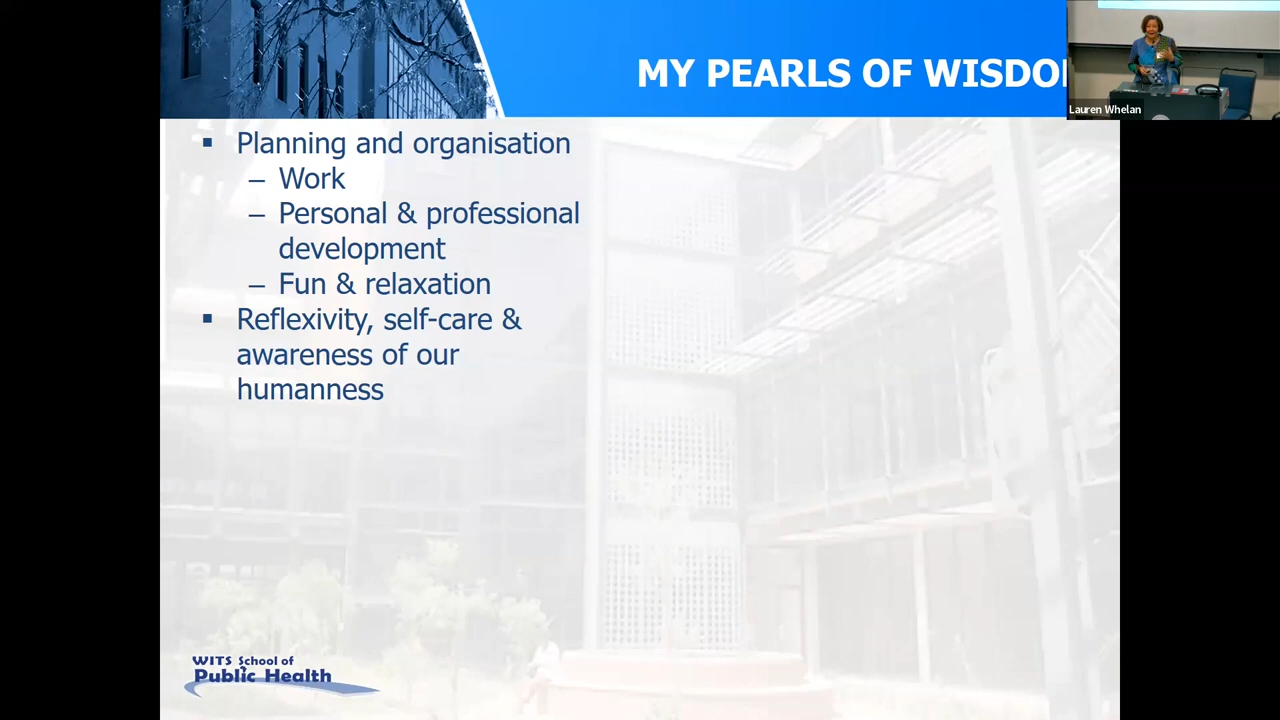 MY PEARLS OF WISDO
Lauren Whelan
▪ Planning and organisation
– Work
– Personal & professional
development
– Fun & relaxation
▪ Reflexivity, self-care &
awareness of our
humanness
WITS School of
Public Health